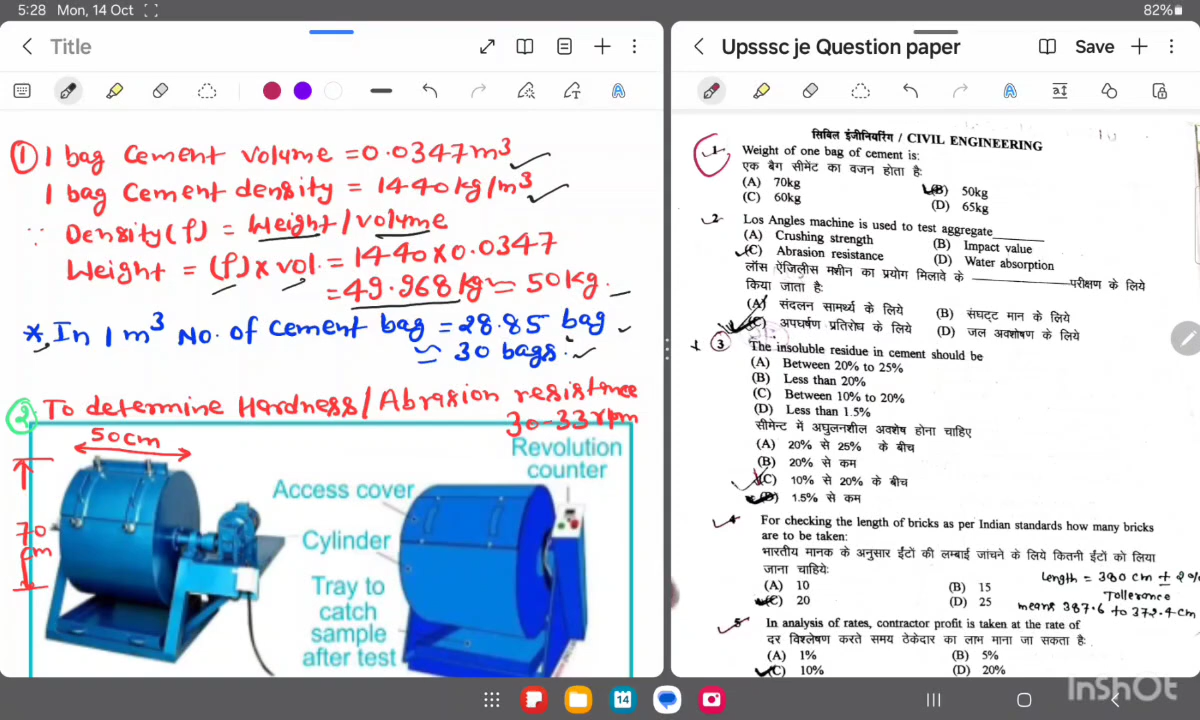 5:28 Mon, 14 Oct
82%
Title
Upsssc je Question paper
Save
① 1 bag Cement volume = 0.0347 m³
1 bag Cement density = 1440 kg/m³
∵ Density (ρ) = Weight / volume
Weight = (ρ) x vol. = 1440 x 0.0347
= 49.968 kg ≃ 50 kg.
* In 1 m³ No. of cement bag = 28.85 bag
≃ 30 bags.
② To determine Hardness / Abrasion resistance
30-33 rpm
50 cm
70 cm
Revolution
counter
Access cover
Cylinder
Tray to
catch
sample
after test
सिविल इंजीनियरिंग / CIVIL ENGINEERING
1. Weight of one bag of cement is:
एक बैग सीमेंट का वजन होता है:
(A) 70kg (B) 50kg
(C) 60kg (D) 65kg
2 Los Angles machine is used to test aggregate______
(A) Crushing strength (B) Impact value
(C) Abrasion resistance (D) Water absorption
लॉस ऐंजिलीस मशीन का प्रयोग मिलावे के ______परीक्षण के लिये
किया जाता है:
(A) संदलन सामर्थ्य के लिये (B) संघट्ट मान के लिये
(C) अपघर्षण प्रतिरोध के लिये (D) जल अवशोषण के लिये
3 The insoluble residue in cement should be
(A) Between 20% to 25%
(B) Less than 20%
(C) Between 10% to 20%
(D) Less than 1.5%
सीमेन्ट में अघुलनशील अवशेष होना चाहिए
(A) 20% से 25% के बीच
(B) 20% से कम
(C) 10% से 20% के बीच
(D) 1.5% से कम
4 For checking the length of bricks as per Indian standards how many bricks
are to be taken:
भारतीय मानक के अनुसार ईंटों की लम्बाई जांचने के लिये कितनी ईंटों को लिया
जाना चाहिये:
(A) 10 (B) 15
(C) 20 (D) 25
length = 380 cm ± 2%
Tollerance
means 387.6 to 372.4 cm
5 In analysis of rates, contractor profit is taken at the rate of
दर विश्लेषण करते समय ठेकेदार का लाभ माना जा सकता है:
(A) 1% (B) 5%
(C) 10% (D) 20%
14
InShOt